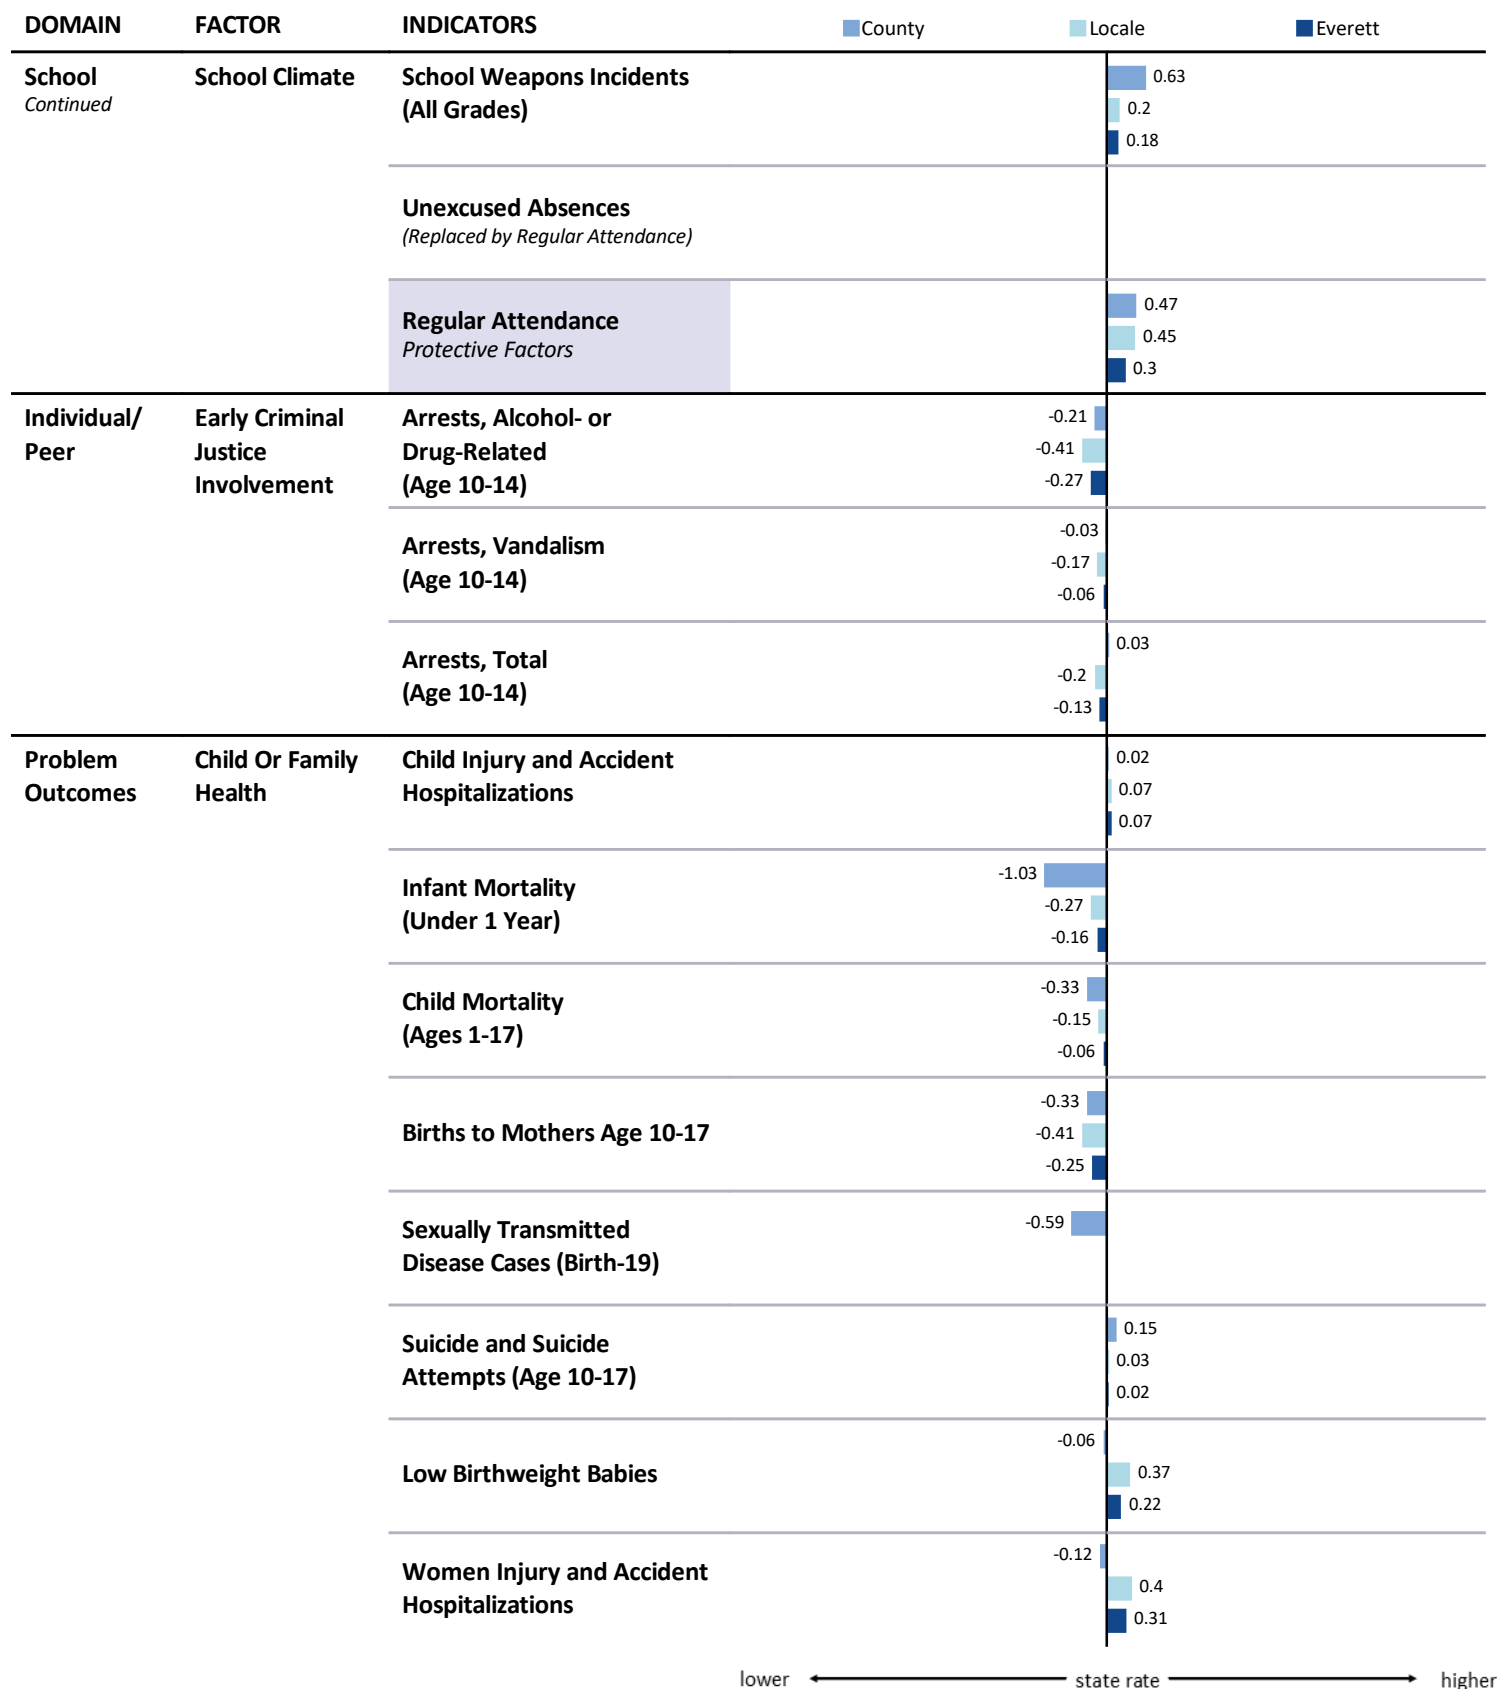 DOMAIN FACTOR INDICATORS County Locale Everett
School School Climate School Weapons Incidents
Continued (All Grades)
0.63
0.2
0.18
Unexcused Absences
(Replaced by Regular Attendance)
Regular Attendance
Protective Factors
0.47
0.45
0.3
Individual/ Early Criminal Arrests, Alcohol- or
Peer Justice Drug-Related
Involvement (Age 10-14)
-0.21
-0.41
-0.27
Arrests, Vandalism
(Age 10-14)
-0.03
-0.17
-0.06
Arrests, Total
(Age 10-14)
0.03
-0.2
-0.13
Problem Child Or Family Child Injury and Accident
Outcomes Health Hospitalizations
0.02
0.07
0.07
Infant Mortality
(Under 1 Year)
-1.03
-0.27
-0.16
Child Mortality
(Ages 1-17)
-0.33
-0.15
-0.06
Births to Mothers Age 10-17
-0.33
-0.41
-0.25
Sexually Transmitted
Disease Cases (Birth-19)
-0.59
Suicide and Suicide
Attempts (Age 10-17)
0.15
0.03
0.02
Low Birthweight Babies
-0.06
0.37
0.22
Women Injury and Accident
Hospitalizations
-0.12
0.4
0.31
lower state rate higher